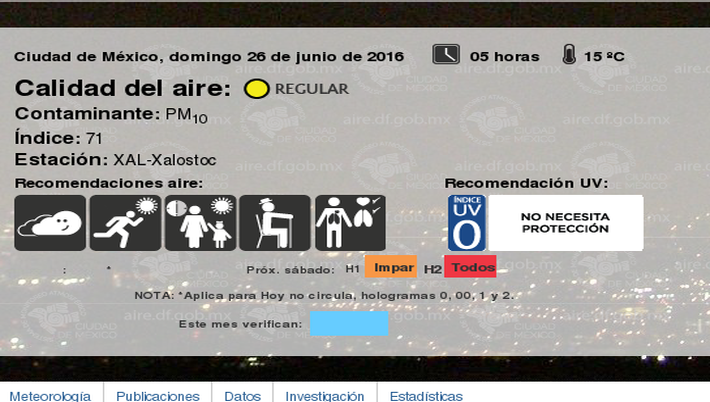 Ciudad de México, domingo 26 de junio de 2016 05 horas 15 ºC
Calidad del aire: REGULAR
Contaminante: PM10
Índice: 71
Estación: XAL-Xalostoc
Recomendaciones aire: Recomendación UV:
ÍNDICE
UV
0
NO NECESITA
PROTECCIÓN
: * Próx. sábado: H1 Impar H2 Todos
NOTA: *Aplica para Hoy no circula, hologramas 0, 00, 1 y 2.
Este mes verifican:
aire.df.gob.mx
CIUDAD
DE MÉXICO
Meteorología Publicaciones Datos Investigación Estadísticas